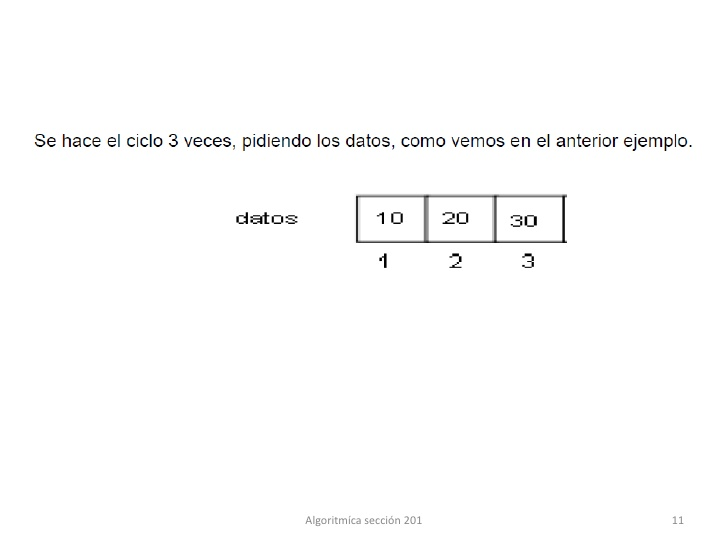 Se hace el ciclo 3 veces, pidiendo los datos, como vemos en el anterior ejemplo.
datos 10 20 30
1 2 3
Algoritmíca sección 201 11